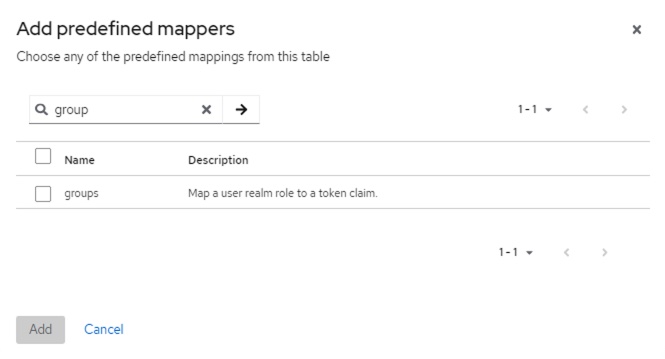 Add predefined mappers
Choose any of the predefined mappings from this table
group
1-1
Name Description
groups Map a user realm role to a token claim.
1-1
Add Cancel